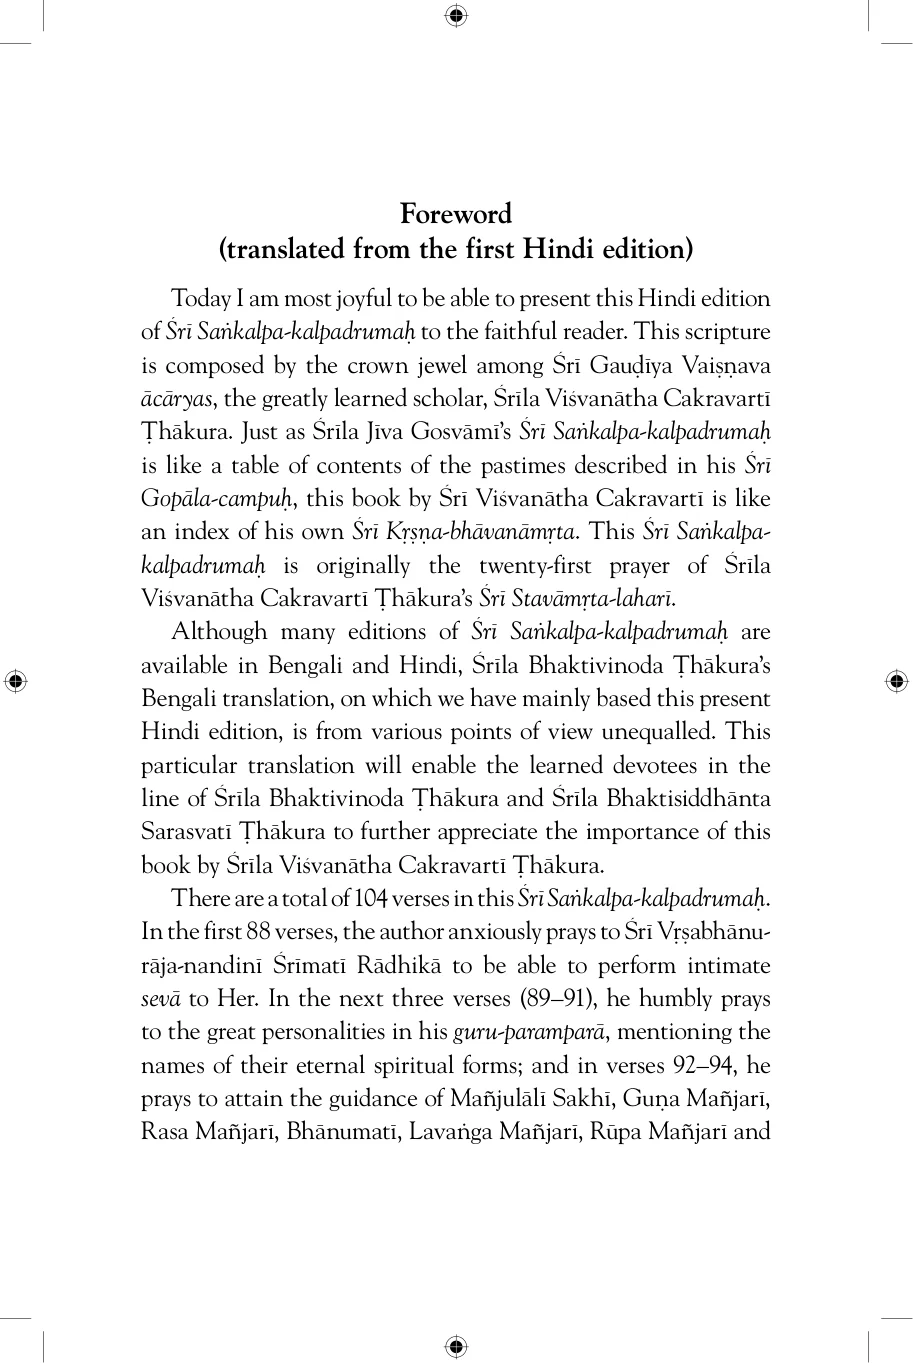 Foreword
(translated from the first Hindi edition)
Today I am most joyful to be able to present this Hindi edition
of Śrī Saṅkalpa-kalpadrumaḥ to the faithful reader. This scripture
is composed by the crown jewel among Śrī Gauḍīya Vaiṣṇava
ācāryas, the greatly learned scholar, Śrīla Viśvanātha Cakravartī
Ṭhākura. Just as Śrīla Jīva Gosvāmī’s Śrī Saṅkalpa-kalpadrumaḥ
is like a table of contents of the pastimes described in his Śrī
Gopāla-campuḥ, this book by Śrī Viśvanātha Cakravartī is like
an index of his own Śrī Kṛṣṇa-bhāvanāmṛta. This Śrī Saṅkalpa-
kalpadrumaḥ is originally the twenty-first prayer of Śrīla
Viśvanātha Cakravartī Ṭhākura’s Śrī Stavāmṛta-laharī.
Although many editions of Śrī Saṅkalpa-kalpadrumaḥ are
available in Bengali and Hindi, Śrīla Bhaktivinoda Ṭhākura’s
Bengali translation, on which we have mainly based this present
Hindi edition, is from various points of view unequalled. This
particular translation will enable the learned devotees in the
line of Śrīla Bhaktivinoda Ṭhākura and Śrīla Bhaktisiddhānta
Sarasvatī Ṭhākura to further appreciate the importance of this
book by Śrīla Viśvanātha Cakravartī Ṭhākura.
There are a total of 104 verses in this Śrī Saṅkalpa-kalpadrumaḥ.
In the first 88 verses, the author anxiously prays to Śrī Vṛṣabhānu-
rāja-nandinī Śrīmatī Rādhikā to be able to perform intimate
sevā to Her. In the next three verses (89–91), he humbly prays
to the great personalities in his guru-paramparā, mentioning the
names of their eternal spiritual forms; and in verses 92–94, he
prays to attain the guidance of Mañjulālī Sakhī, Guṇa Mañjarī,
Rasa Mañjarī, Bhānumatī, Lavaṅga Mañjarī, Rūpa Mañjarī and